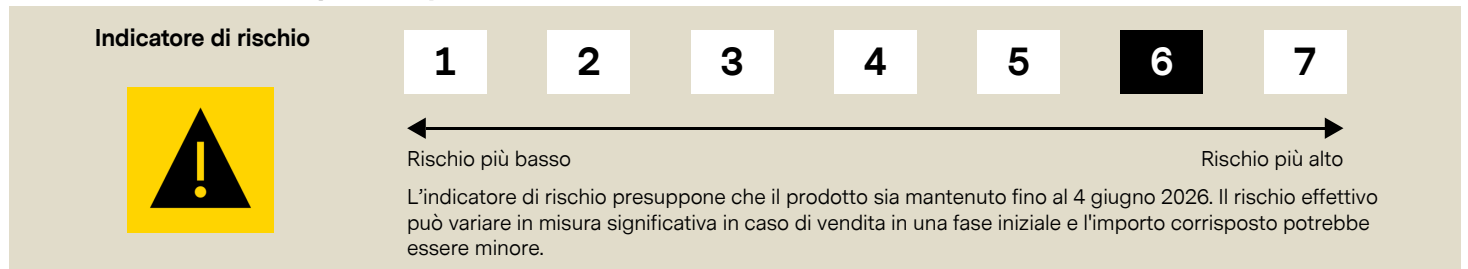 Indicatore di rischio
1 2 3 4 5 6 7
Rischio più basso Rischio più alto
L’indicatore di rischio presuppone che il prodotto sia mantenuto fino al 4 giugno 2026. Il rischio effettivo
può variare in misura significativa in caso di vendita in una fase iniziale e l'importo corrisposto potrebbe
essere minore.